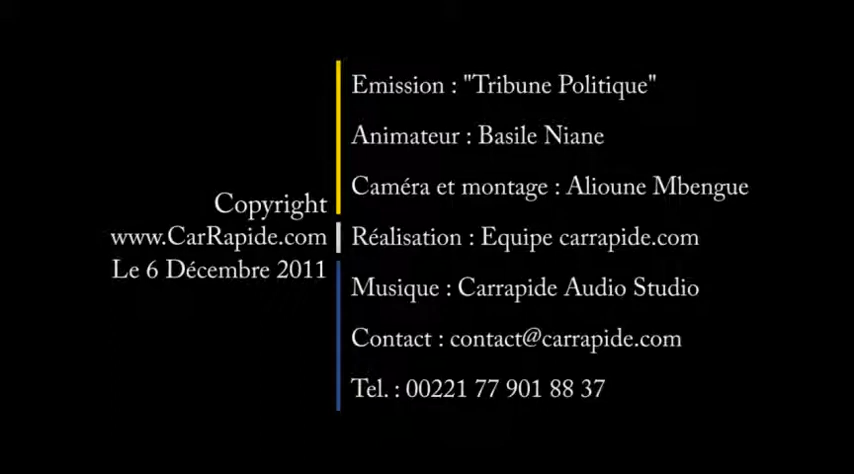 Copyright
www.CarRapide.com
Le 6 Décembre 2011
Emission : "Tribune Politique"
Animateur : Basile Niane
Caméra et montage : Alioune Mbengue
Réalisation : Equipe carrapide.com
Musique : Carrapide Audio Studio
Contact : contact@carrapide.com
Tel. : 00221 77 901 88 37